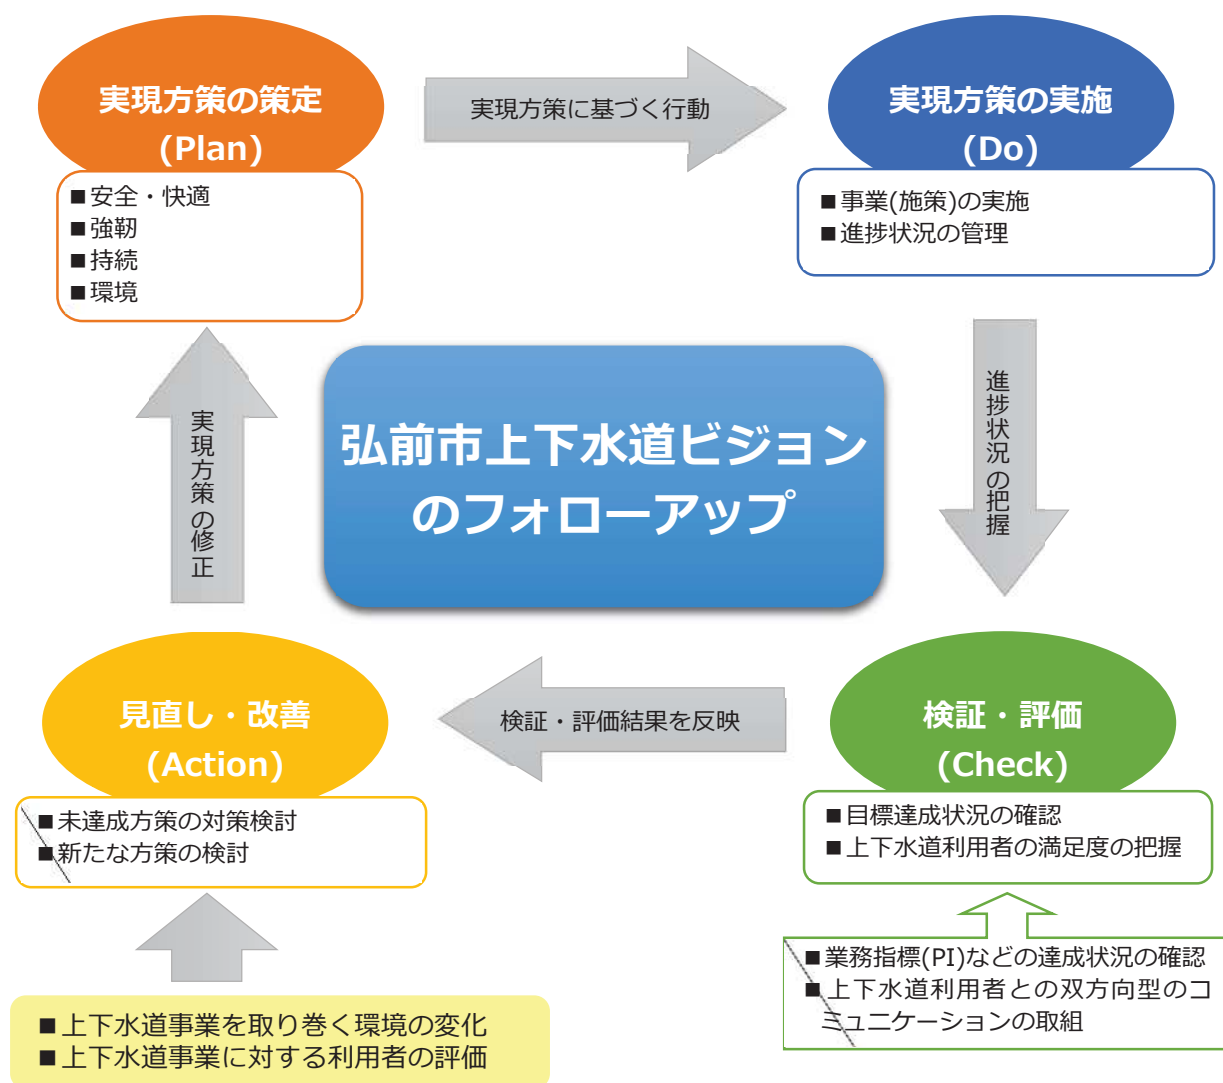 実現方策の策定
(Plan)
■安全・快適
■強靭
■持続
■環境
実現方策に基づく行動
実現方策の実施
(Do)
■事業(施策)の実施
■進捗状況の管理
進捗状況の把握
弘前市上下水道ビジョン
のフォローアップ
実現方策の修正
検証・評価
(Check)
■目標達成状況の確認
■上下水道利用者の満足度の把握
■業務指標(PI)などの達成状況の確認
■上下水道利用者との双方向型のコ
ミュニケーションの取組
検証・評価結果を反映
見直し・改善
(Action)
■未達成方策の対策検討
■新たな方策の検討
■上下水道事業を取り巻く環境の変化
■上下水道事業に対する利用者の評価